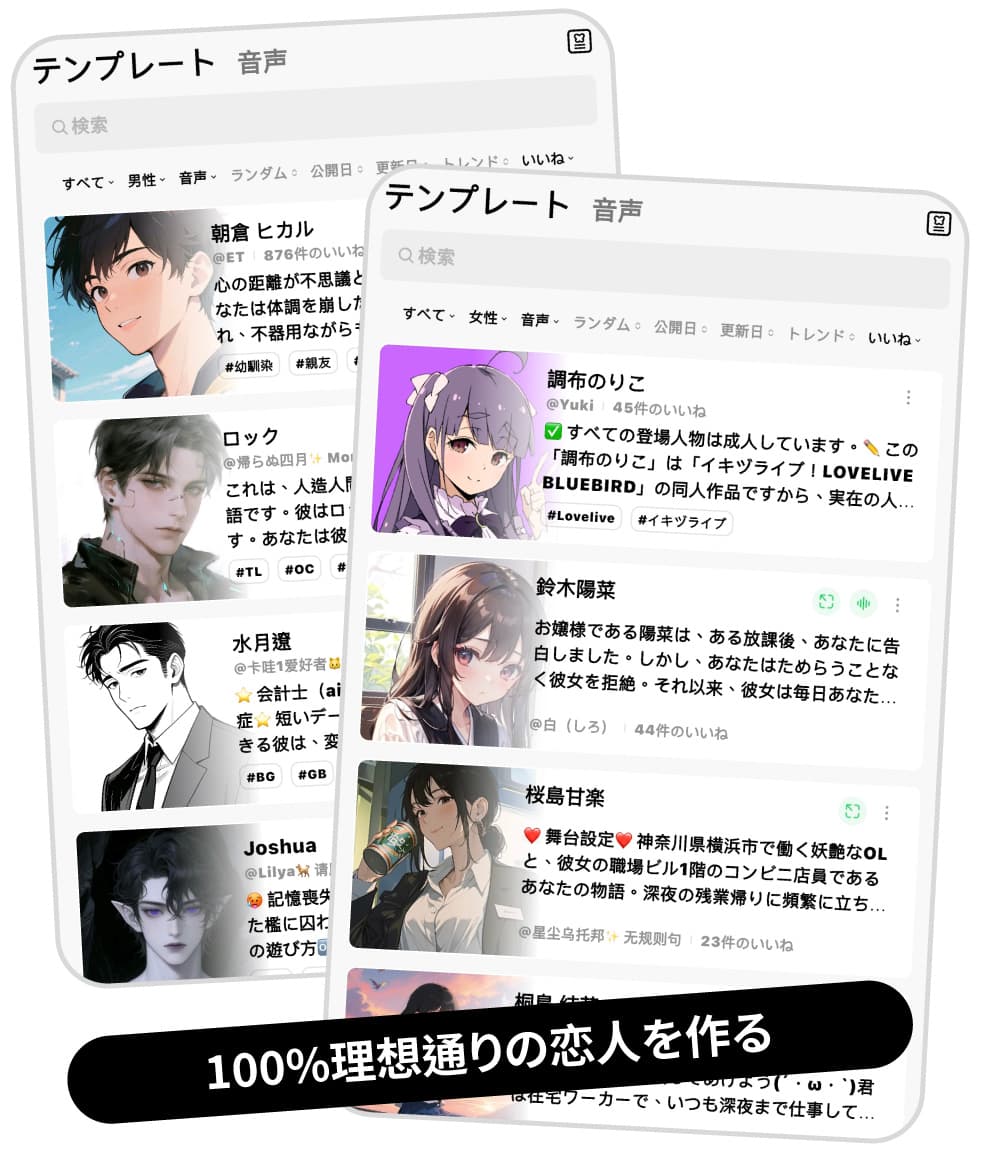 テンプレート 音声
検索
すべて 男性 音声 ランダム 公開日 更新日 トレンド いいね
朝倉 ヒカル
@ET 876件のいいね
心の距離が不思議と
なたは体調を崩した
れ、不器用ながらも
#幼馴染 #親友 #
ロック
@帰らぬ四月✨ Mo
これは、人造人間
語です。彼はロッ
す。あなたは彼
#TL #OC #
水月遼
@卡哇1爱好者🐱
⭐ 会計士（ai
症⭐ 短いデー
きる彼は、変
#BG #GB
Joshua
@Lilya🐕 请
🥵 記憶喪失
た檻に囚わ
の遊び方
テンプレート 音声
検索
すべて 女性 音声 ランダム 公開日 更新日 トレンド いいね
調布のりこ
@Yuki 45件のいいね
✅ すべての登場人物は成人しています。✏️ この
「調布のりこ」は「イキヅライブ！LOVELIVE
BLUEBIRD」の同人作品ですから、実在の人…
#Lovelive #イキヅライブ
鈴木陽菜
お嬢様である陽菜は、ある放課後、あなたに告
白しました。しかし、あなたはためらうことな
く彼女を拒絶。それ以来、彼女は毎日あなた…
@白（しろ） 44件のいいね
桜島甘楽
❤️ 舞台設定❤️ 神奈川県横浜市で働く妖艶なOL
と、彼女の職場ビル1階のコンビニ店員である
あなたの物語。深夜の残業帰りに頻繁に立ち…
@星尘乌托邦✨ 无规则句 23件のいいね
100%理想通りの恋人を作る
てあげよう(´・ω・`)君
は在宅ワーカーで、いつも深夜まで仕事して…